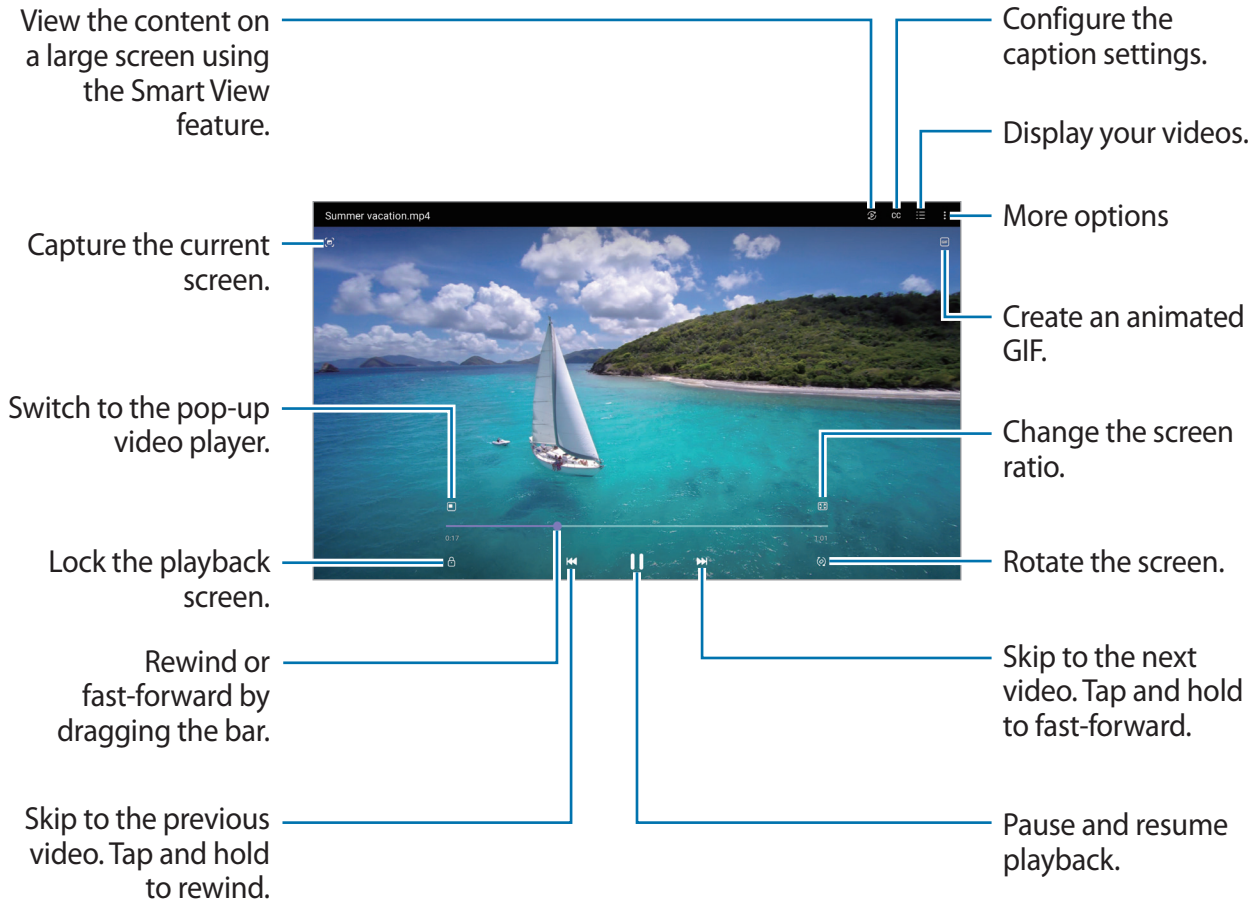 View the content on
a large screen using
the Smart View
feature.
Configure the
caption settings.
Display your videos.
More options
Summer vacation.mp4
CC
Capture the current
screen.
GIF
Create an animated
GIF.
Switch to the pop-up
video player.
Change the screen
ratio.
0:17
1:01
Lock the playback
screen.
Rotate the screen.
Rewind or
fast-forward by
dragging the bar.
Skip to the next
video. Tap and hold
to fast-forward.
Skip to the previous
video. Tap and hold
to rewind.
Pause and resume
playback.